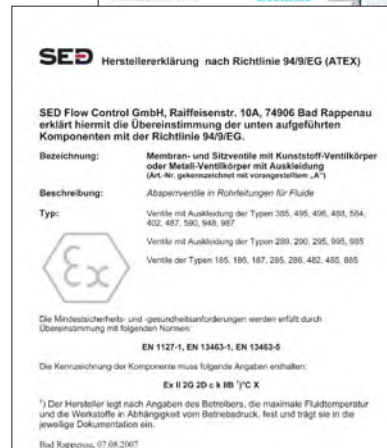 SED Herstellererklärung nach Richtlinie 94/9/EG (ATEX)
SED Flow Control GmbH, Raiffeisenstr. 10A, 74906 Bad Rappenau
erklärt hiermit die Übereinstimmung der unten aufgeführten
Komponenten mit der Richtlinie 94/9/EG.
Bezeichnung: Membran- und Sitzventile mit Kunststoff-Ventilkörper
oder Metall-Ventilkörper mit Auskleidung
(Art.-Nr. gekennzeichnet mit vorangestelltem „A“)
Beschreibung: Absperrventile in Rohrleitungen für Fluide
Typ: Ventile mit Auskleidung der Typen 385, 495, 496, 488, 584,
402, 487, 590, 948, 987
Ventile mit Auskleidung der Typen 289, 290, 295, 995, 985
Ventile der Typen 185, 186, 187, 285, 286, 482, 485, 885
Ex
Die Mindestsicherheits- und -gesundheitsanforderungen werden erfüllt durch
Übereinstimmung mit folgenden Normen:
EN 1127-1, EN 13463-1, EN 13463-5
Die Kennzeichnung der Komponente muss folgende Angaben enthalten:
Ex II 2G 2D c k IIB ¹)°C X
¹) Der Hersteller legt nach Angaben des Betreibers, die maximale Fluidtemperatur
und die Werkstoffe in Abhängigkeit vom Betriebsdruck, fest und trägt sie in die
jeweilige Dokumentation ein.
Bad Rappenau, 07.08.2007